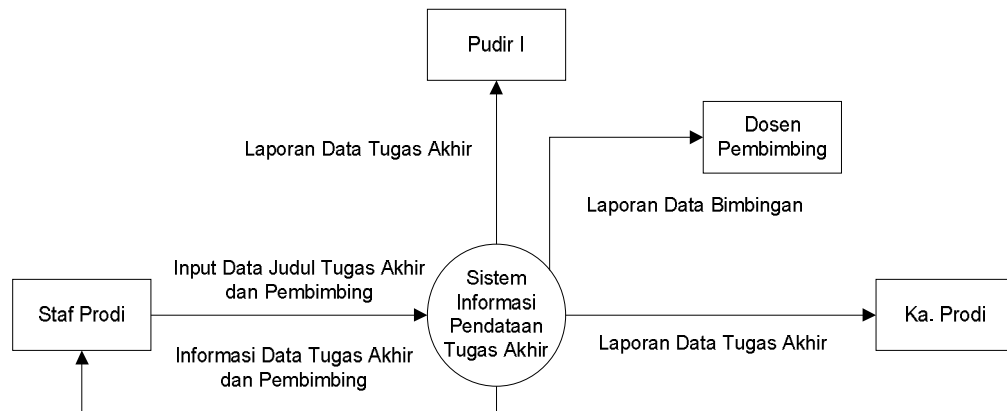 Pudir I
Dosen
Pembimbing
Laporan Data Tugas Akhir
Laporan Data Bimbingan
Input Data Judul Tugas Akhir
dan Pembimbing
Staf Prodi
Informasi Data Tugas Akhir
dan Pembimbing
Sistem
Informasi
Pendataan
Tugas Akhir
Laporan Data Tugas Akhir
Ka. Prodi